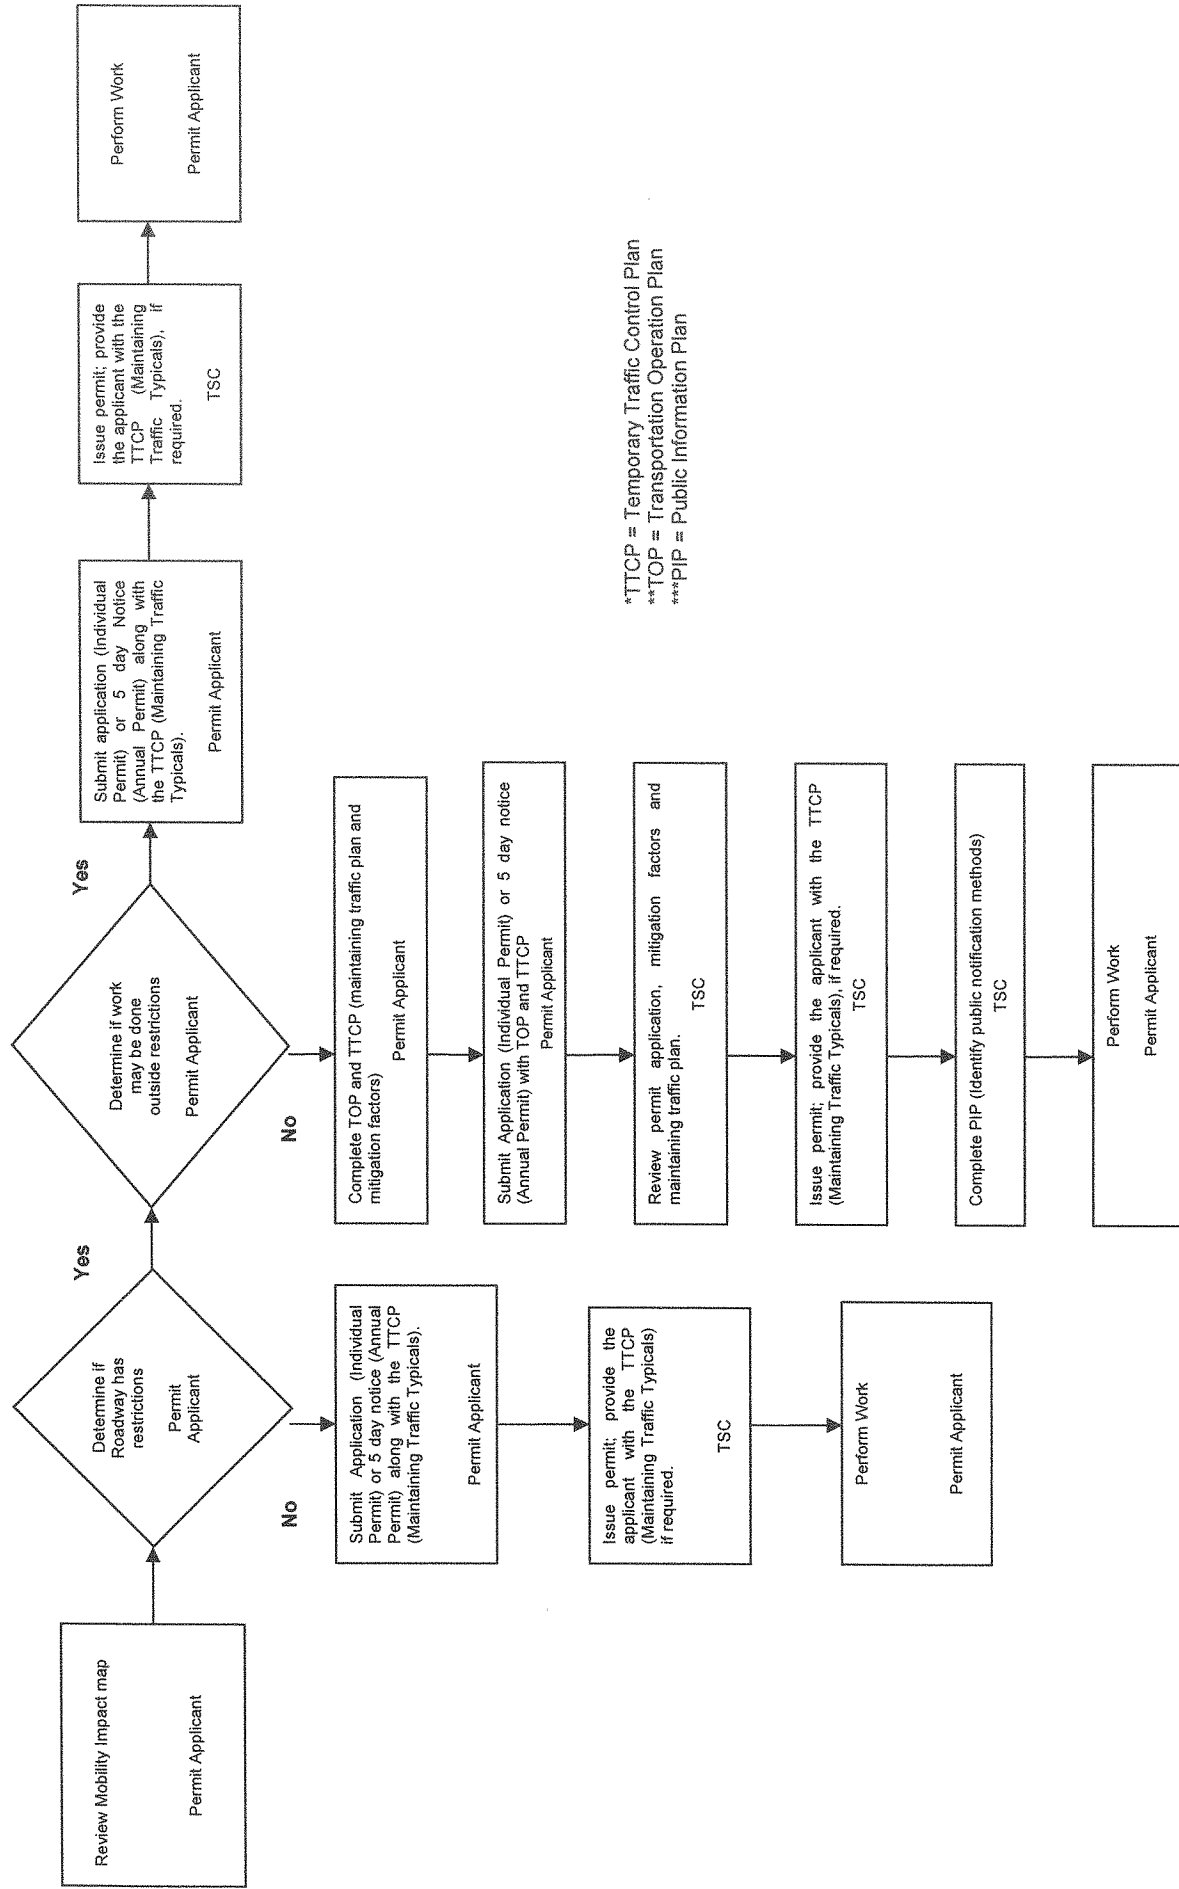 Review Mobility Impact map
Permit Applicant
Determine if
Roadway has
restrictions
Permit
Applicant
Yes
No
Determine if work
may be done
outside restrictions
Permit Applicant
Yes
No
Submit application (Individual
Permit) or 5 day Notice
(Annual Permit) along with
the TTCP (Maintaining Traffic
Typicals).
Permit Applicant
Issue permit; provide
the applicant with the
TTCP (Maintaining
Traffic Typicals), if
required.
TSC
Perform Work
Permit Applicant
Submit Application (Individual
Permit) or 5 day notice (Annual
Permit) along with the TTCP
(Maintaining Traffic Typicals).
Permit Applicant
Issue permit; provide the
applicant with the TTCP
(Maintaining Traffic Typicals)
if required.
TSC
Perform Work
Permit Applicant
Complete TOP and TTCP (maintaining traffic plan and
mitigation factors)
Permit Applicant
Submit Application (Individual Permit) or 5 day notice
(Annual Permit) with TOP and TTCP
Permit Applicant
Review permit application, mitigation factors and
maintaining traffic plan.
TSC
Issue permit; provide the applicant with the TTCP
(Maintaining Traffic Typicals), if required.
TSC
Complete PIP (Identify public notification methods)
TSC
Perform Work
Permit Applicant
*TTCP = Temporary Traffic Control Plan
**TOP = Transportation Operation Plan
***PIP = Public Information Plan